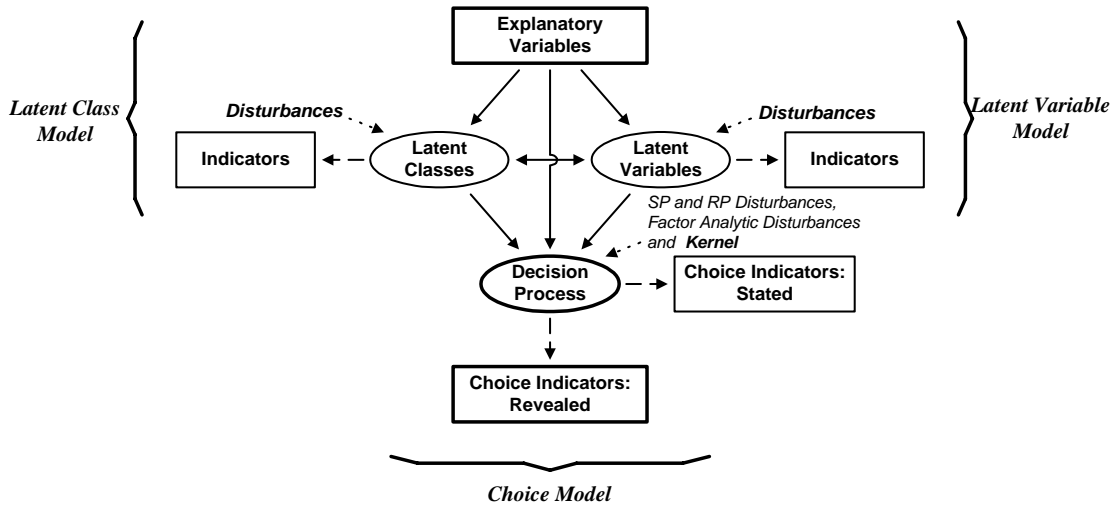 Explanatory
Variables
Latent Class
Model
Latent Variable
Model
Disturbances
Disturbances
Indicators
Latent
Classes
Latent
Variables
Indicators
SP and RP Disturbances,
Factor Analytic Disturbances
and Kernel
Decision
Process
Choice Indicators:
Stated
Choice Indicators:
Revealed
Choice Model